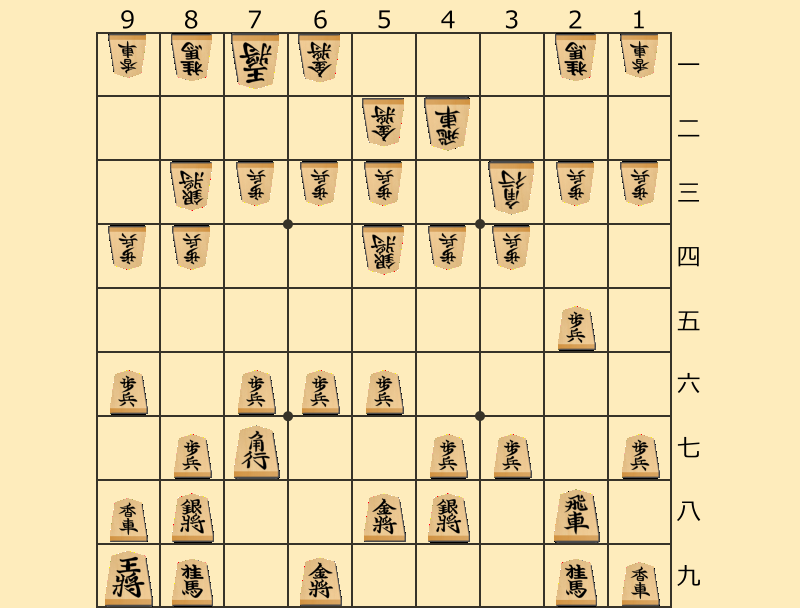 9 8 7 6 5 4 3 2 1
香車 桂馬 王將 金將 桂馬 香車 一
金將 飛車 二
銀將 歩兵 歩兵 歩兵 角行 歩兵 歩兵 三
歩兵 歩兵 銀將 歩兵 歩兵 四
歩兵 五
歩兵 歩兵 歩兵 歩兵 六
歩兵 角行 歩兵 歩兵 歩兵 七
香車 銀將 金將 銀將 飛車 八
王將 桂馬 金將 桂馬 香車 九